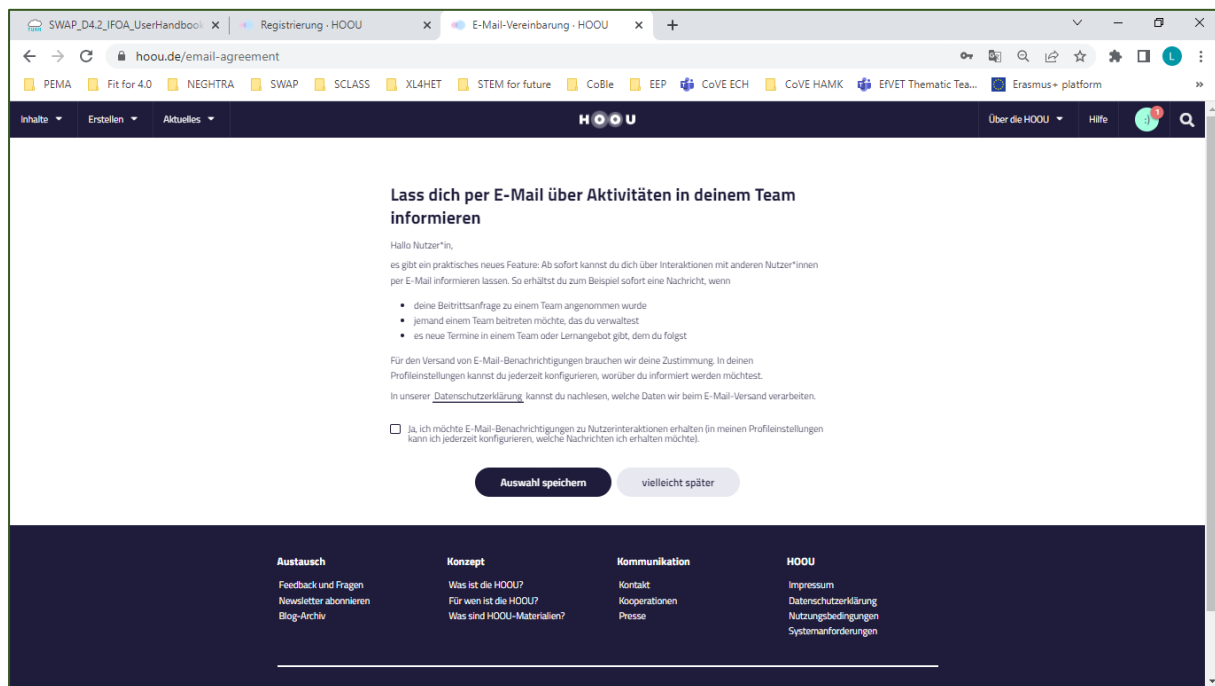 SWAP_D4.2_IFOA_UserHandbook
Registrierung · HOOU
E-Mail-Vereinbarung · HOOU
hoou.de/email-agreement
L
PEMA
Fit for 4.0
NEGHTRA
SWAP
SCLASS
XL4HET
STEM for future
CoBle
EEP
CoVE ECH
CoVE HAMK
EfVET Thematic Tea...
Erasmus+ platform
»
Inhalte
Erstellen
Aktuelles
HOOU
Über die HOOU
Hilfe
:)
1
Lass dich per E-Mail über Aktivitäten in deinem Team
informieren
Hallo Nutzer*in,
es gibt ein praktisches neues Feature: Ab sofort kannst du dich über Interaktionen mit anderen Nutzer*innen
per E-Mail informieren lassen. So erhältst du zum Beispiel sofort eine Nachricht, wenn
• deine Beitrittsanfrage zu einem Team angenommen wurde
• jemand einem Team beitreten möchte, das du verwaltest
• es neue Termine in einem Team oder Lernangebot gibt, dem du folgst
Für den Versand von E-Mail-Benachrichtigungen brauchen wir deine Zustimmung. In deinen
Profileinstellungen kannst du jederzeit konfigurieren, worüber du informiert werden möchtest.
In unserer Datenschutzerklärung kannst du nachlesen, welche Daten wir beim E-Mail-Versand verarbeiten.
Ja, ich möchte E-Mail-Benachrichtigungen zu Nutzerinteraktionen erhalten (in meinen Profileinstellungen
kann ich jederzeit konfigurieren, welche Nachrichten ich erhalten möchte).
Auswahl speichern
vielleicht später
Austausch
Feedback und Fragen
Newsletter abonnieren
Blog-Archiv
Konzept
Was ist die HOOU?
Für wen ist die HOOU?
Was sind HOOU-Materialien?
Kommunikation
Kontakt
Kooperationen
Presse
HOOU
Impressum
Datenschutzerklärung
Nutzungsbedingungen
Systemanforderungen